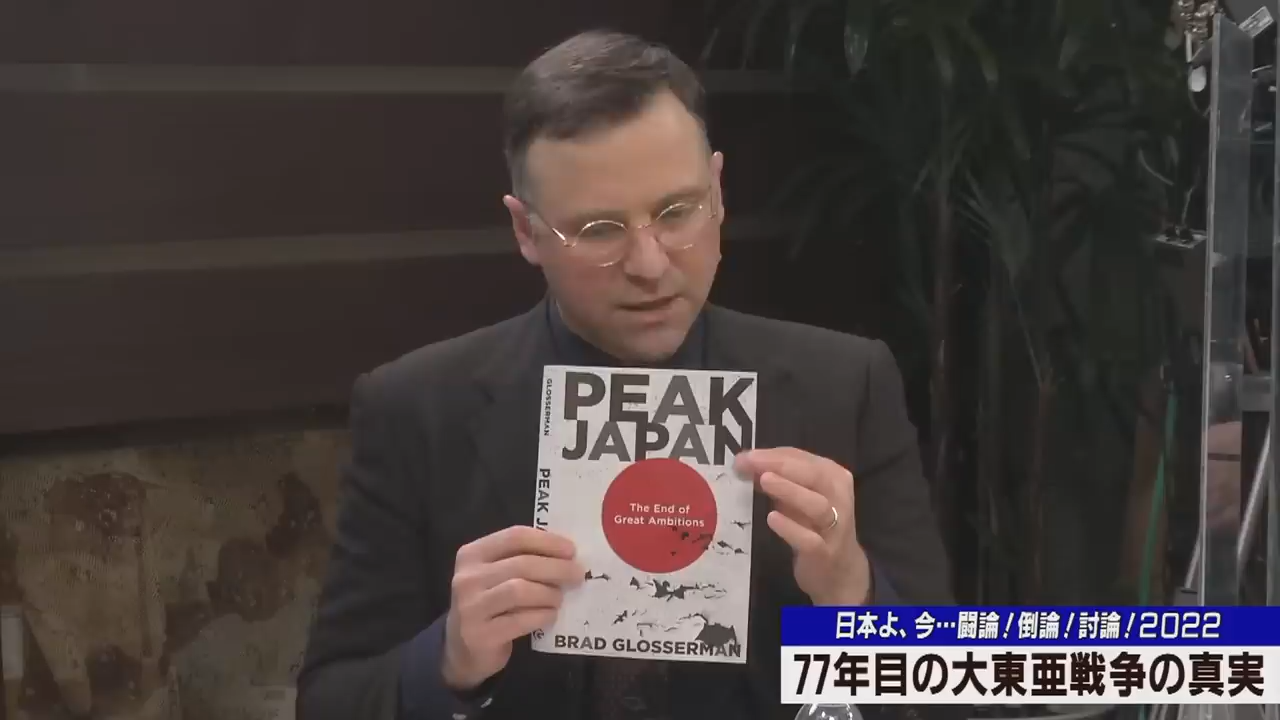 GLOSSERMAN
PEAK JA
PEAK
JAPAN
The End of
Great Ambitions
BRAD GLOSSERMAN
日本よ、今…闘論!倒論!討論!2022
77年目の大東亜戦争の真実